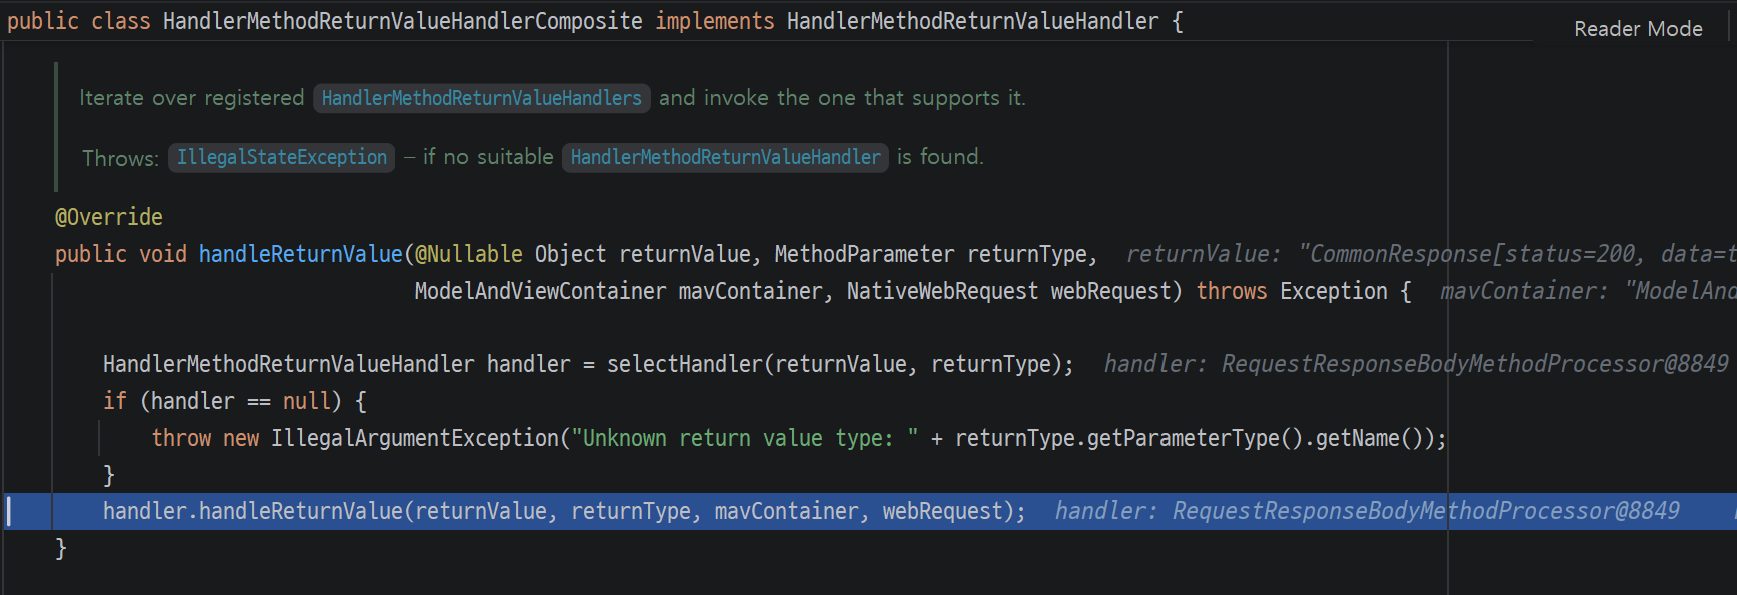 public class HandlerMethodReturnValueHandlerComposite implements HandlerMethodReturnValueHandler {
Reader Mode
Iterate over registered HandlerMethodReturnValueHandlers and invoke the one that supports it.
Throws: IllegalStateException – if no suitable HandlerMethodReturnValueHandler is found.
@Override
public void handleReturnValue(@Nullable Object returnValue, MethodParameter returnType,  returnValue: "CommonResponse[status=200, data=t
ModelAndViewContainer mavContainer, NativeWebRequest webRequest) throws Exception {  mavContainer: "ModelAnd
HandlerMethodReturnValueHandler handler = selectHandler(returnValue, returnType);  handler: RequestResponseBodyMethodProcessor@8849
if (handler == null) {
throw new IllegalArgumentException("Unknown return value type: " + returnType.getParameterType().getName());
}
handler.handleReturnValue(returnValue, returnType, mavContainer, webRequest);  handler: RequestResponseBodyMethodProcessor@8849
}